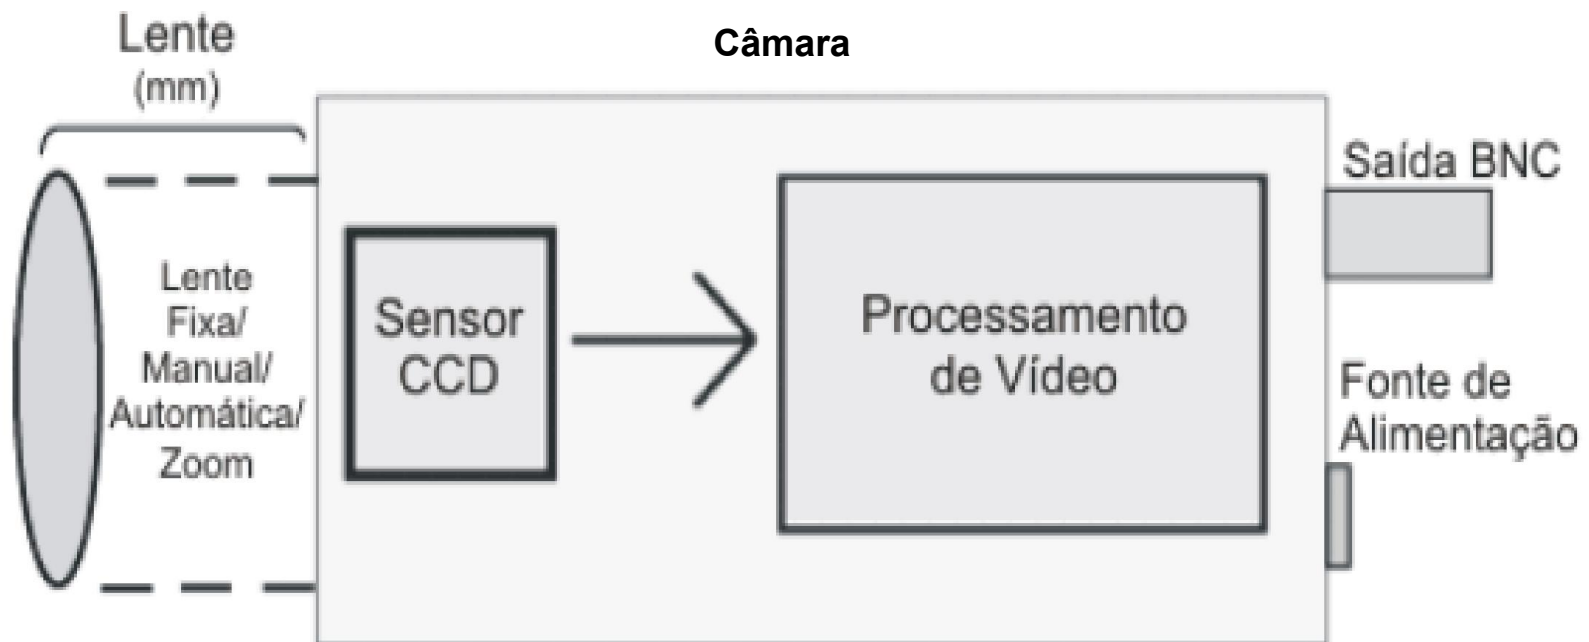 Câmara
Lente
(mm)
Lente
Fixa/
Manual/
Automática/
Zoom
Sensor
CCD
Processamento
de Vídeo
Saída BNC
Fonte de
Alimentação